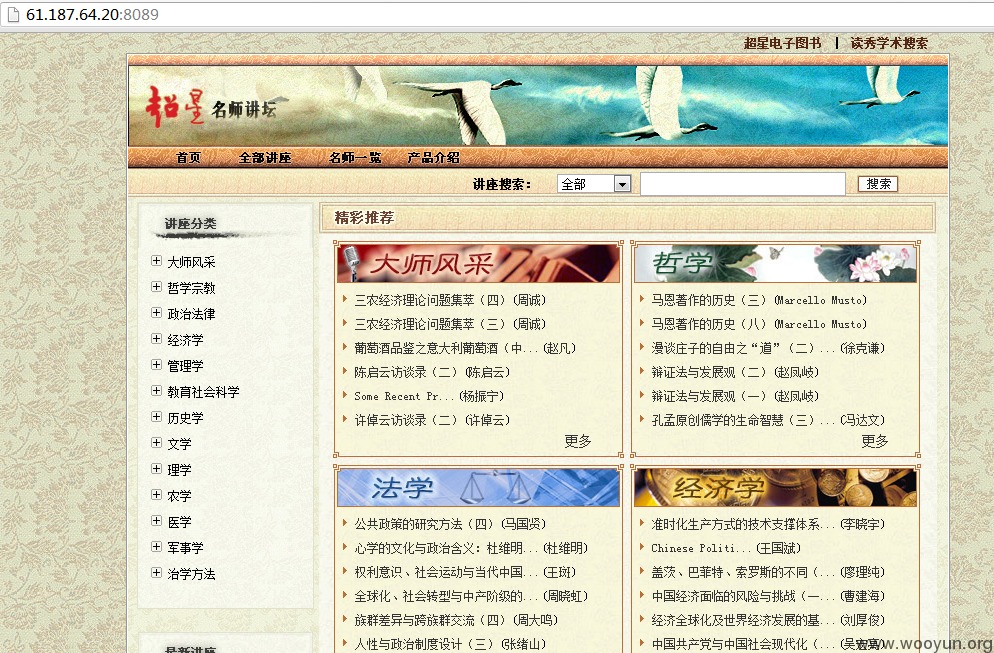 61.187.64.20:8089
超星电子图书 | 读秀学术搜索
超星 名师讲坛
首页 全部讲座 名师一览 产品介绍
讲座搜索： 全部 搜索
讲座分类
大师风采
哲学宗教
政治法律
经济学
管理学
教育社会科学
历史学
文学
理学
农学
医学
军事学
治学方法
最新讲座
精彩推荐
大师风采
三农经济理论问题集萃（四）(周诚)
三农经济理论问题集萃（三）(周诚)
葡萄酒品鉴之意大利葡萄酒（中...(赵凡)
陈启云访谈录（二）(陈启云)
Some Recent Pr...(杨振宁)
许倬云访谈录（二）(许倬云)
更多
哲学
马恩著作的历史（三）(Marcello Musto)
马恩著作的历史（八）(Marcello Musto)
漫谈庄子的自由之“道”（二）...(徐克谦)
辩证法与发展观（二）(赵凤岐)
辩证法与发展观（一）(赵凤岐)
孔孟原创儒学的生命智慧（三）...(马达文)
更多
法学
公共政策的研究方法（四）(马国贤)
心学的文化与政治含义：杜维明...(杜维明)
权利意识、社会运动与当代中国...(王斑)
全球化、社会转型与中产阶级的...(周晓虹)
族群差异与跨族群交流（四）(周大鸣)
人性与政治制度设计（三）(张绪山)
经济学
准时化生产方式的技术支撑体系...(李晓宇)
Chinese Politi...(王国斌)
盖茨、巴菲特、索罗斯的不同（...(廖理纯)
中国经济面临的风险与挑战（一...(曹建海)
经济全球化及世界经济发展的基...(刘厚俊)
中国共产党与中国社会现代化（...
www.wooyun.org